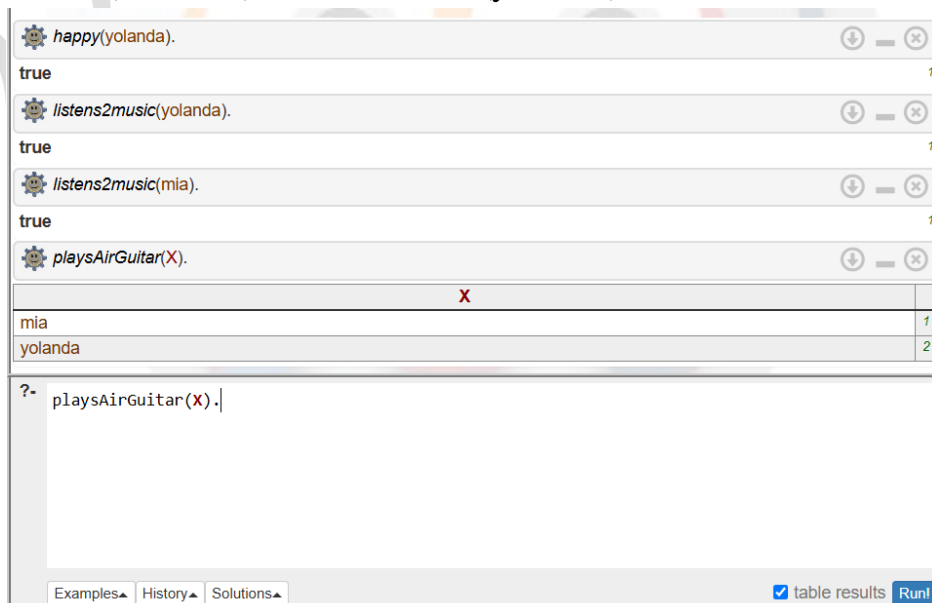 happy(yolanda).
true
1
listens2music(yolanda).
true
1
listens2music(mia).
true
1
playsAirGuitar(X).
X
mia 1
yolanda 2
?- playsAirGuitar(X).
Examples▴ History▴ Solutions▴ table results Run!